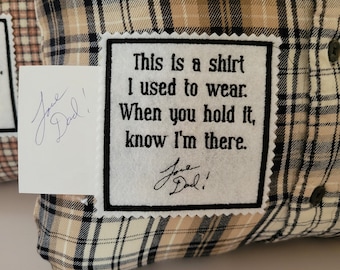 Love
Dad!
This is a shirt
I used to wear.
When you hold it,
know I'm there.
Love
Dad!